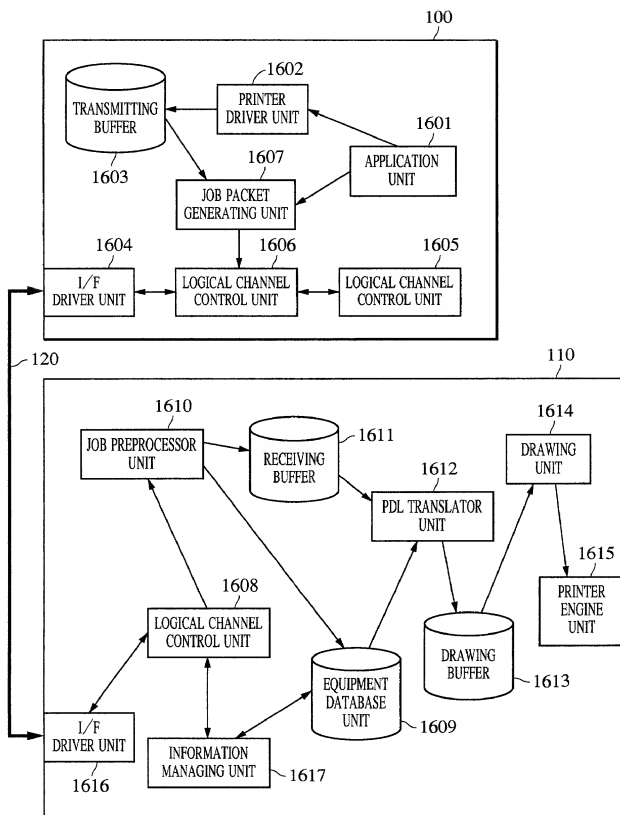 100
1602
PRINTER
DRIVER UNIT
TRANSMITTING
BUFFER
1603
1601
APPLICATION
UNIT
1607
JOB PACKET
GENERATING UNIT
1604
I/F
DRIVER UNIT
1606
LOGICAL CHANNEL
CONTROL UNIT
1605
LOGICAL CHANNEL
CONTROL UNIT
120
110
1610
JOB PREPROCESSOR
UNIT
1611
RECEIVING
BUFFER
1612
PDL TRANSLATOR
UNIT
1614
DRAWING
UNIT
1615
PRINTER
ENGINE
UNIT
1608
LOGICAL CHANNEL
CONTROL UNIT
EQUIPMENT
DATABASE
UNIT
1609
DRAWING
BUFFER
1613
I/F
DRIVER UNIT
1616
INFORMATION
MANAGING UNIT
1617